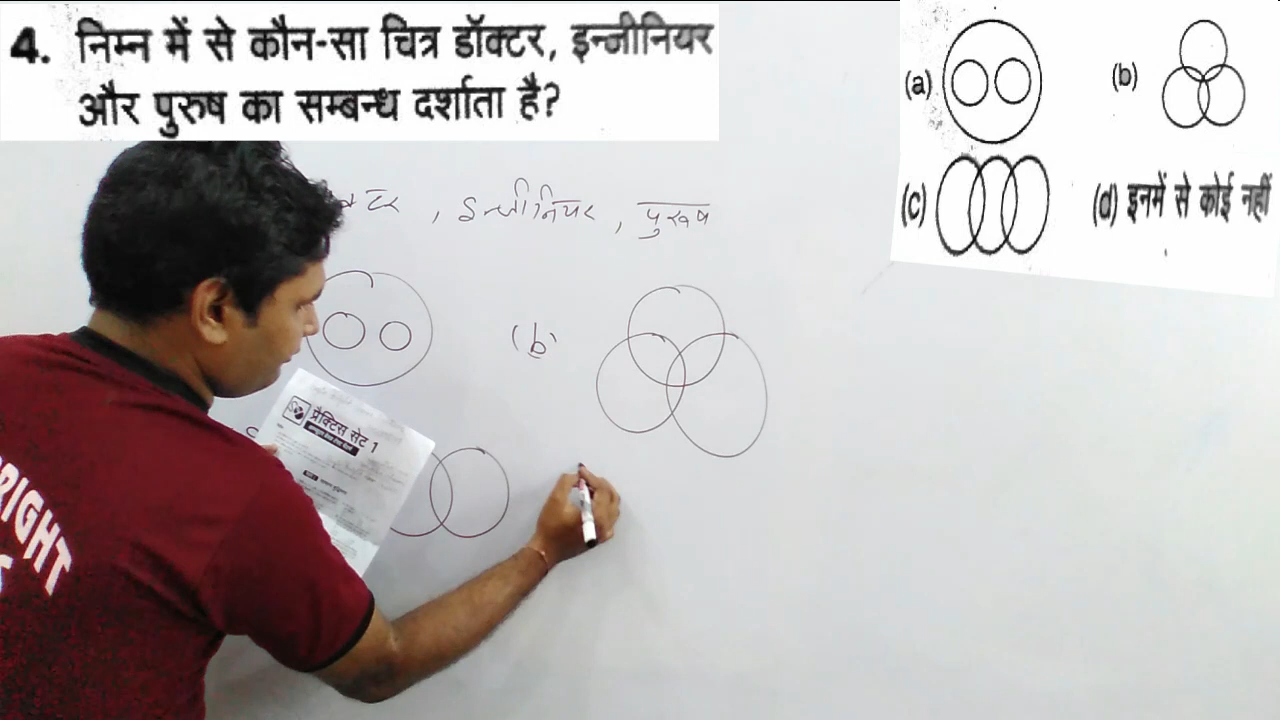 4. निम्न में से कौन-सा चित्र डॉक्टर, इन्जीनियर
और पुरुष का सम्बन्ध दर्शाता है?
(a)
(b)
(c)
(d) इनमें से कोई नहीं
, इन्जीनियर, पुरुष
(b)
प्रैक्टिस सेट 1
RIGHT